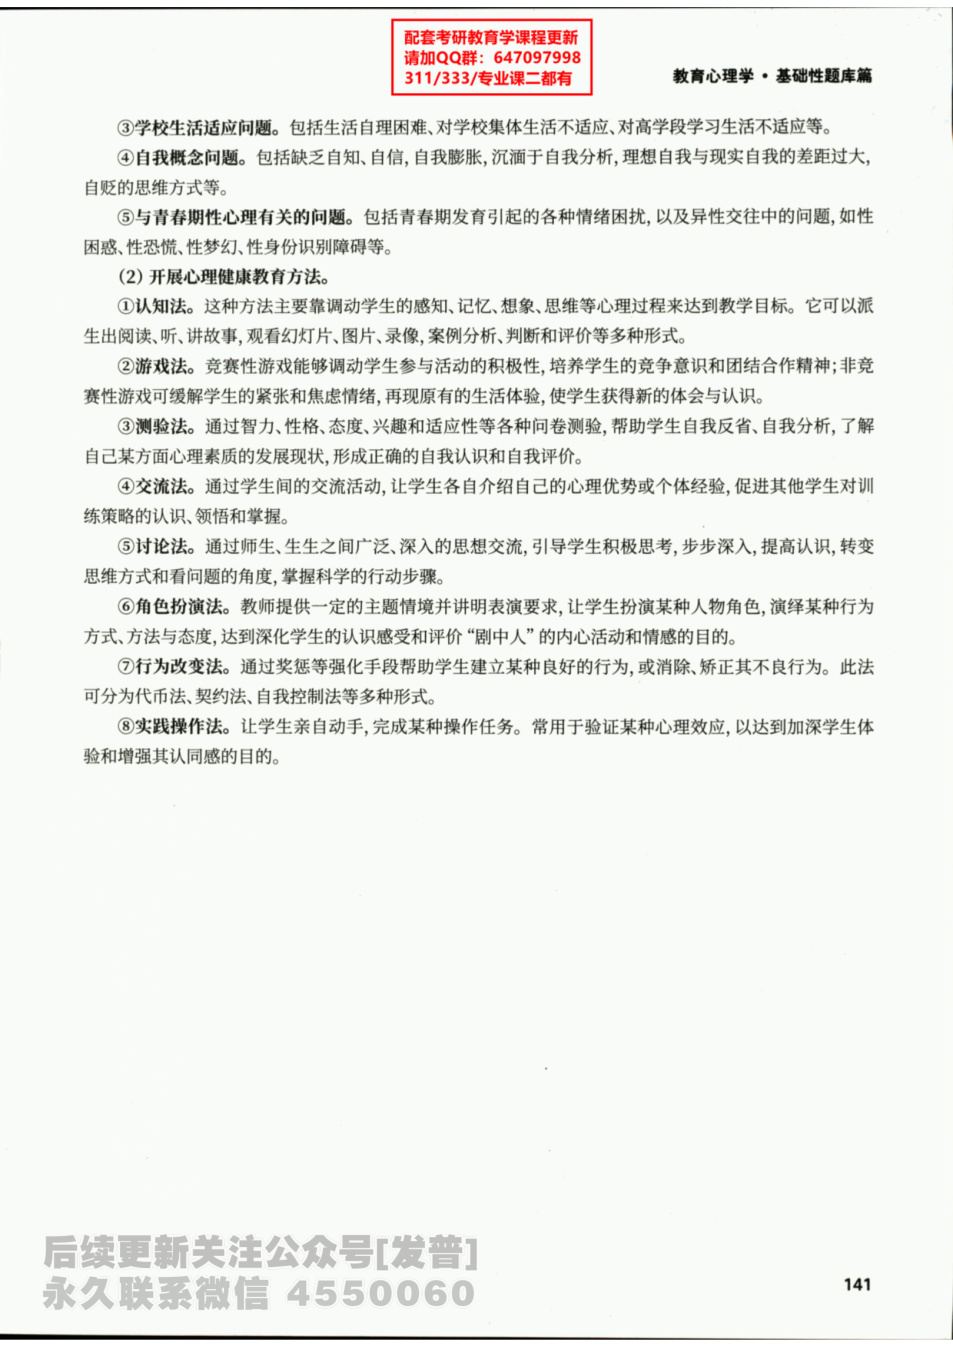 配套考研教育学课程更新
请加QQ群：647097998
311/333/专业课二都有
教育心理学·基础性题库篇
③学校生活适应问题。包括生活自理困难、对学校集体生活不适应、对高学段学习生活不适应等。
④自我概念问题。包括缺乏自知、自信，自我膨胀，沉湎于自我分析，理想自我与现实自我的差距过大，
自贬的思维方式等。
⑤与青春期性心理有关的问题。包括青春期发育引起的各种情绪困扰，以及异性交往中的问题，如性
困惑、性恐慌、性梦幻、性身份识别障碍等。
（2）开展心理健康教育方法。
①认知法。这种方法主要靠调动学生的感知、记忆、想象、思维等心理过程来达到教学目标。它可以派
生出阅读、听、讲故事，观看幻灯片、图片、录像，案例分析、判断和评价等多种形式。
②游戏法。竞赛性游戏能够调动学生参与活动的积极性，培养学生的竞争意识和团结合作精神；非竞
赛性游戏可缓解学生的紧张和焦虑情绪，再现原有的生活体验，使学生获得新的体会与认识。
③测验法。通过智力、性格、态度、兴趣和适应性等各种问卷测验，帮助学生自我反省、自我分析，了解
自己某方面心理素质的发展现状，形成正确的自我认识和自我评价。
④交流法。通过学生间的交流活动，让学生各自介绍自己的心理优势或个体经验，促进其他学生对训
练策略的认识、领悟和掌握。
⑤讨论法。通过师生、生生之间广泛、深入的思想交流，引导学生积极思考，步步深入，提高认识，转变
思维方式和看问题的角度，掌握科学的行动步骤。
⑥角色扮演法。教师提供一定的主题情境并讲明表演要求，让学生扮演某种人物角色，演绎某种行为
方式、方法与态度，达到深化学生的认识感受和评价“剧中人”的内心活动和情感的目的。
⑦行为改变法。通过奖惩等强化手段帮助学生建立某种良好的行为，或消除、矫正其不良行为。此法
可分为代币法、契约法、自我控制法等多种形式。
⑧实践操作法。让学生亲自动手，完成某种操作任务。常用于验证某种心理效应，以达到加深学生体
验和增强其认同感的目的。
后续更新关注公众号[发普]
永久联系微信 4550060
141